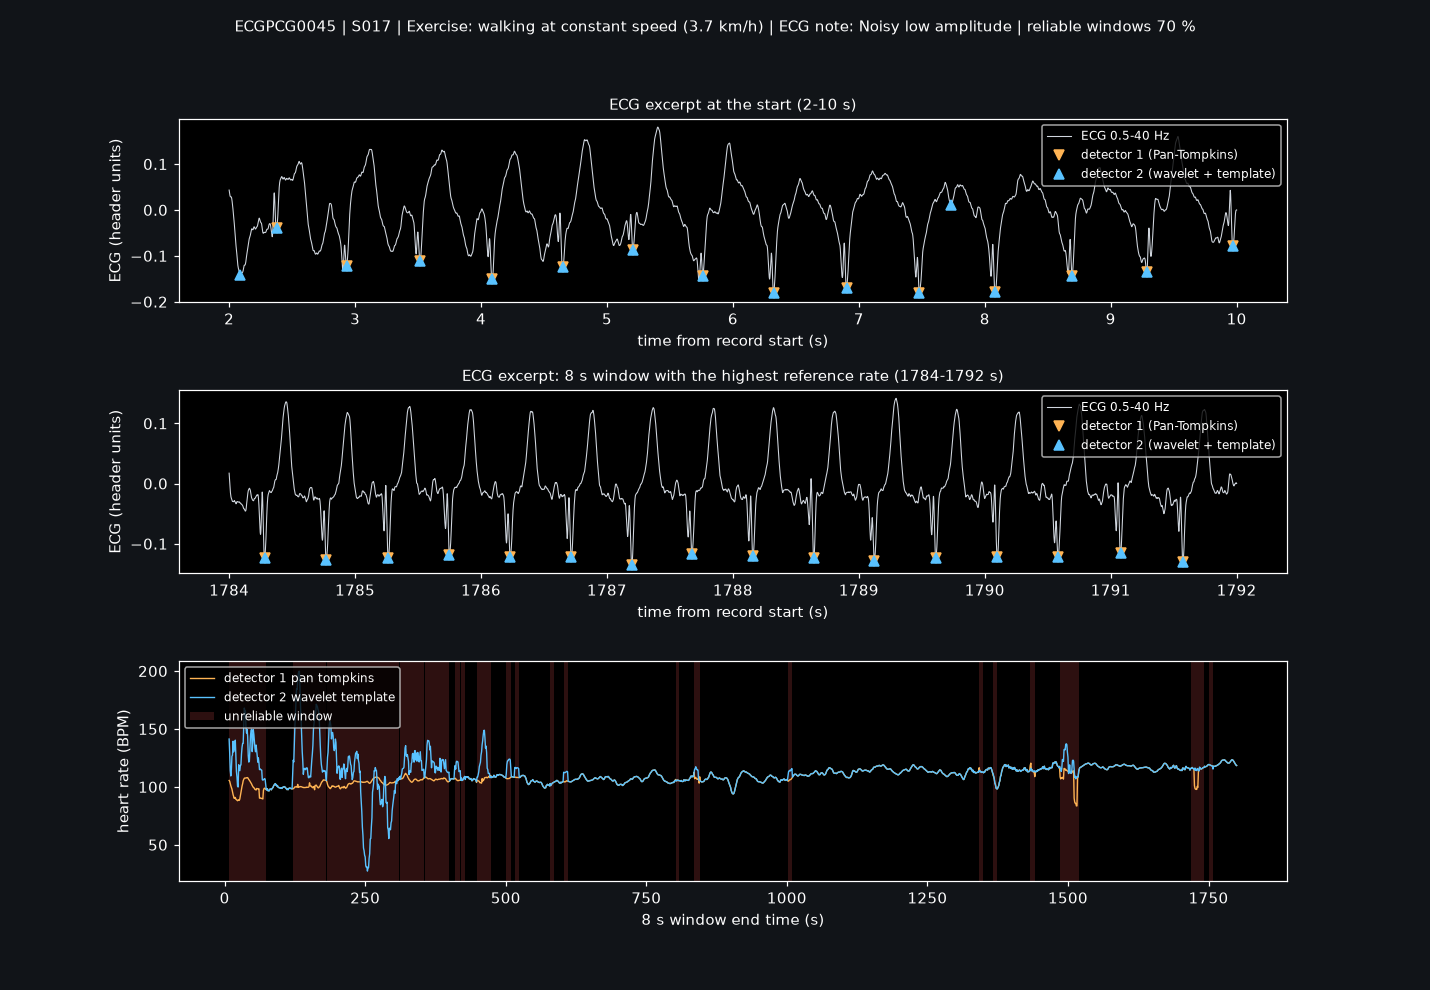 ECGPCG0045 | S017 | Exercise: walking at constant speed (3.7 km/h) | ECG note: Noisy low amplitude | reliable windows 70 %
ECG excerpt at the start (2-10 s)
ECG (header units)
0.1
0.0
−0.1
−0.2
ECG 0.5-40 Hz
detector 1 (Pan-Tompkins)
detector 2 (wavelet + template)
2 3 4 5 6 7 8 9 10
time from record start (s)
ECG excerpt: 8 s window with the highest reference rate (1784-1792 s)
ECG (header units)
0.1
0.0
−0.1
ECG 0.5-40 Hz
detector 1 (Pan-Tompkins)
detector 2 (wavelet + template)
1784 1785 1786 1787 1788 1789 1790 1791 1792
time from record start (s)
heart rate (BPM)
200
150
100
50
detector 1 pan tompkins
detector 2 wavelet template
unreliable window
0 250 500 750 1000 1250 1500 1750
8 s window end time (s)